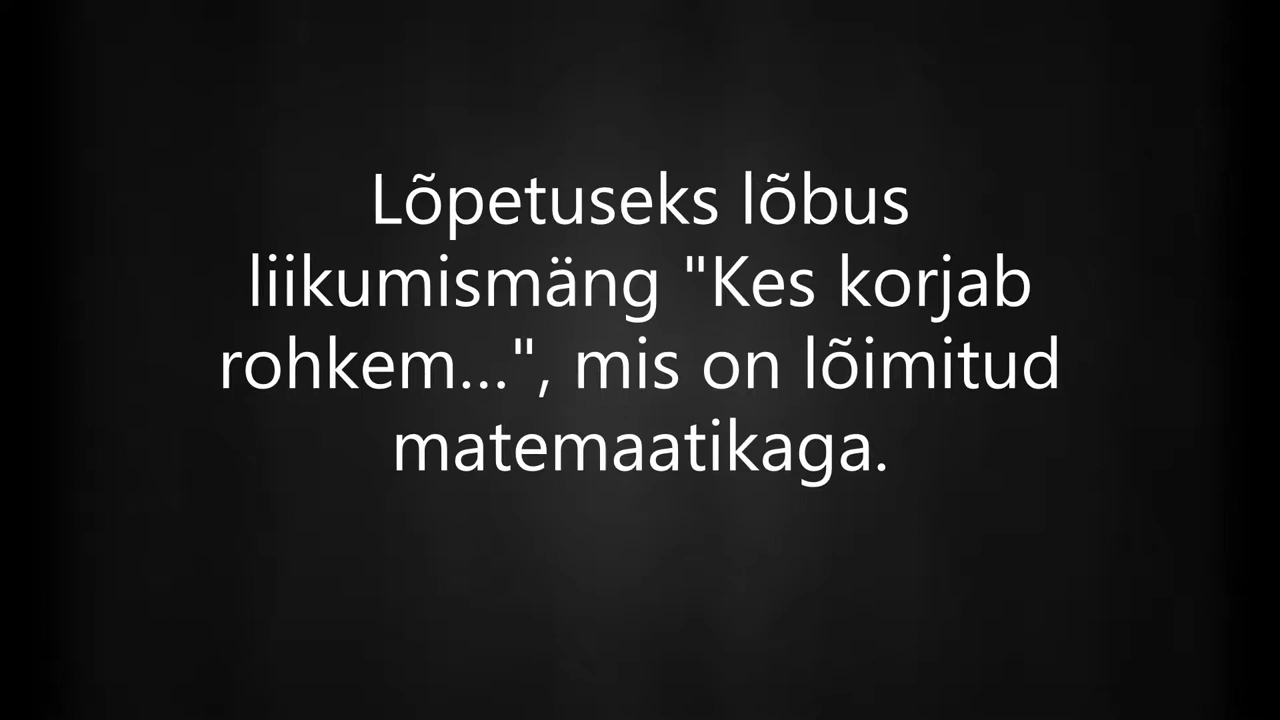 Lõpetuseks lõbus
liikumismäng "Kes korjab
rohkem...", mis on lõimitud
matemaatikaga.